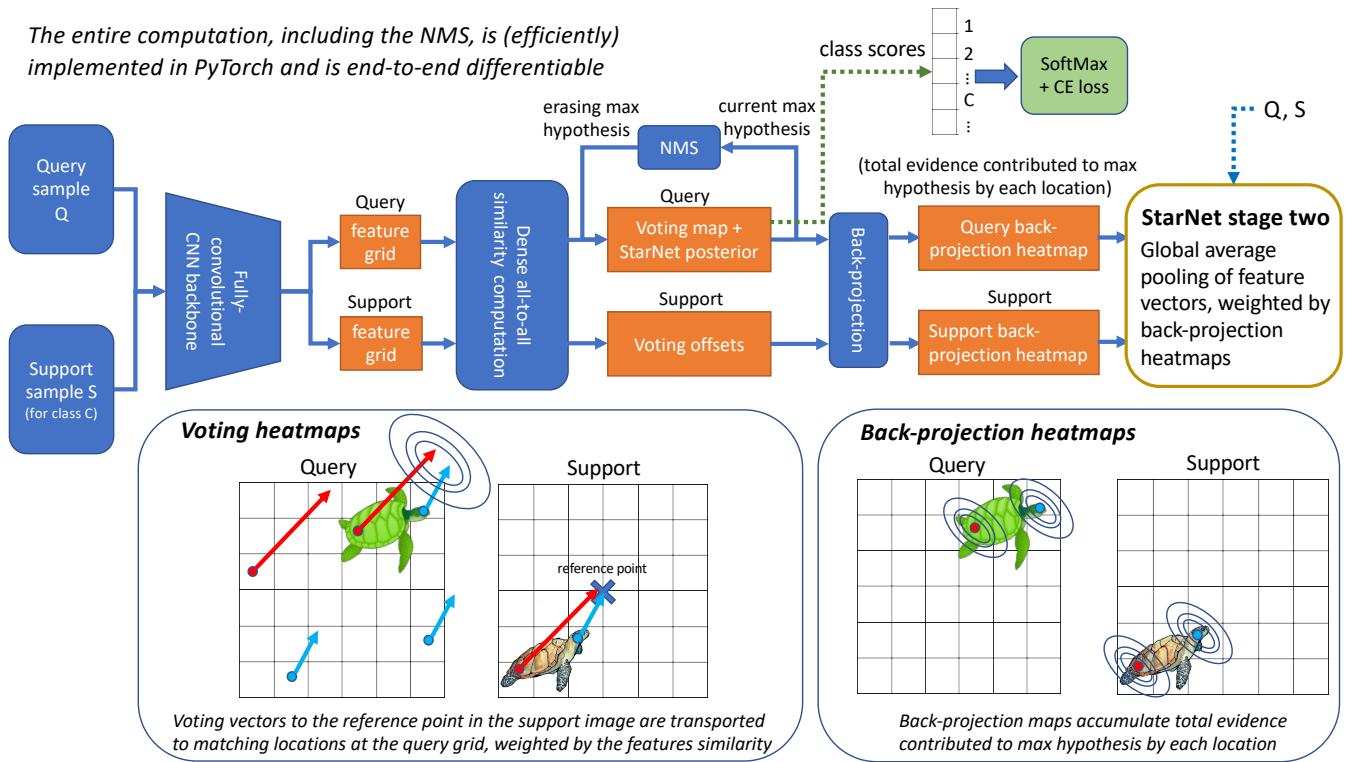 The entire computation, including the NMS, is (efficiently)
implemented in PyTorch and is end-to-end differentiable
class scores
1
2
⋮
C
⋮
SoftMax
+ CE loss
Q, S
erasing max
hypothesis
current max
hypothesis
NMS
(total evidence contributed to max
hypothesis by each location)
Query
sample
Q
Support
sample S
(for class C)
Fully-
convolutional
CNN backbone
Query
feature
grid
Support
feature
grid
Dense all-to-all
similarity computation
Query
Voting map +
StarNet posterior
Support
Voting offsets
Back-projection
Query back-
projection heatmap
Support
Support back-
projection heatmap
StarNet stage two
Global average
pooling of feature
vectors, weighted by
back-projection
heatmaps
Voting heatmaps
Query
Support
reference point
Voting vectors to the reference point in the support image are transported
to matching locations at the query grid, weighted by the features similarity
Back-projection heatmaps
Query
Support
Back-projection maps accumulate total evidence
contributed to max hypothesis by each location